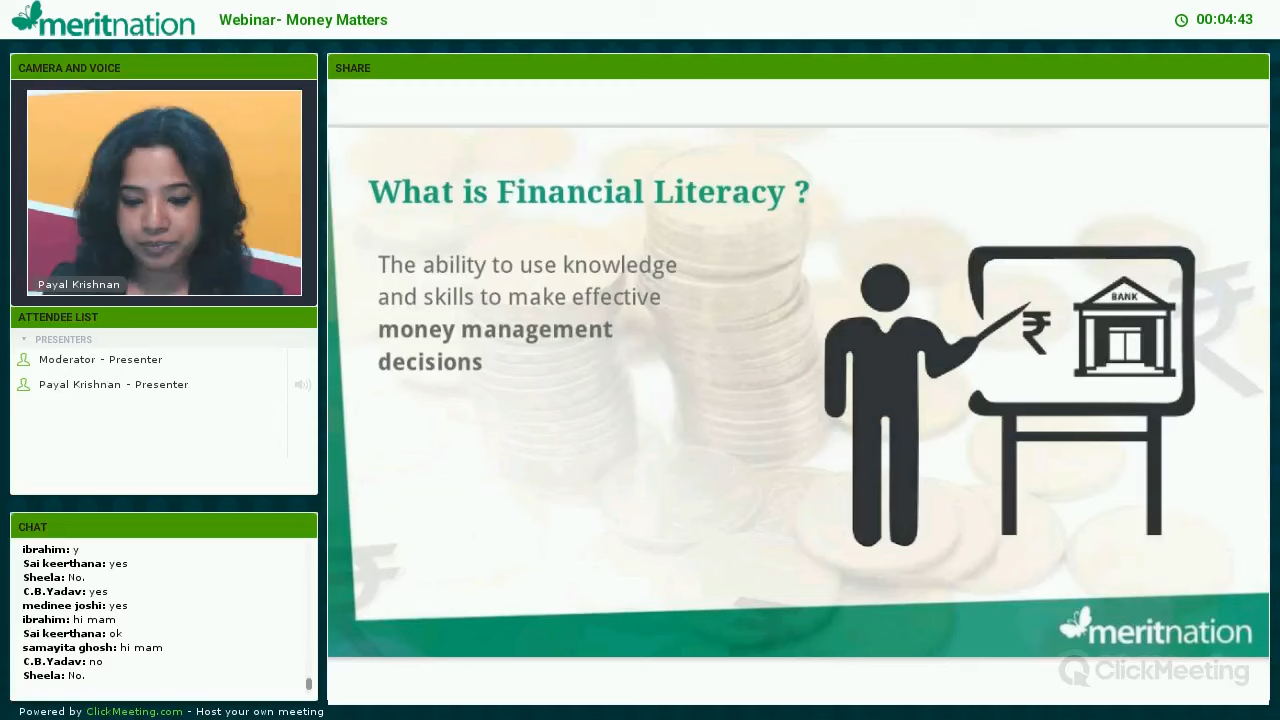 meritnation
Webinar- Money Matters
00:04:43
CAMERA AND VOICE
Payal Krishnan
ATTENDEE LIST
PRESENTERS
Moderator - Presenter
Payal Krishnan - Presenter
CHAT
ibrahim: y
Sai keerthana: yes
Sheela: No.
C.B.Yadav: yes
medinee joshi: yes
ibrahim: hi mam
Sai keerthana: ok
samayita ghosh: hi mam
C.B.Yadav: no
Sheela: No.
Powered by ClickMeeting.com - Host your own meeting
SHARE
What is Financial Literacy ?
The ability to use knowledge
and skills to make effective
money management
decisions
₹
BANK
meritnation
ClickMeeting